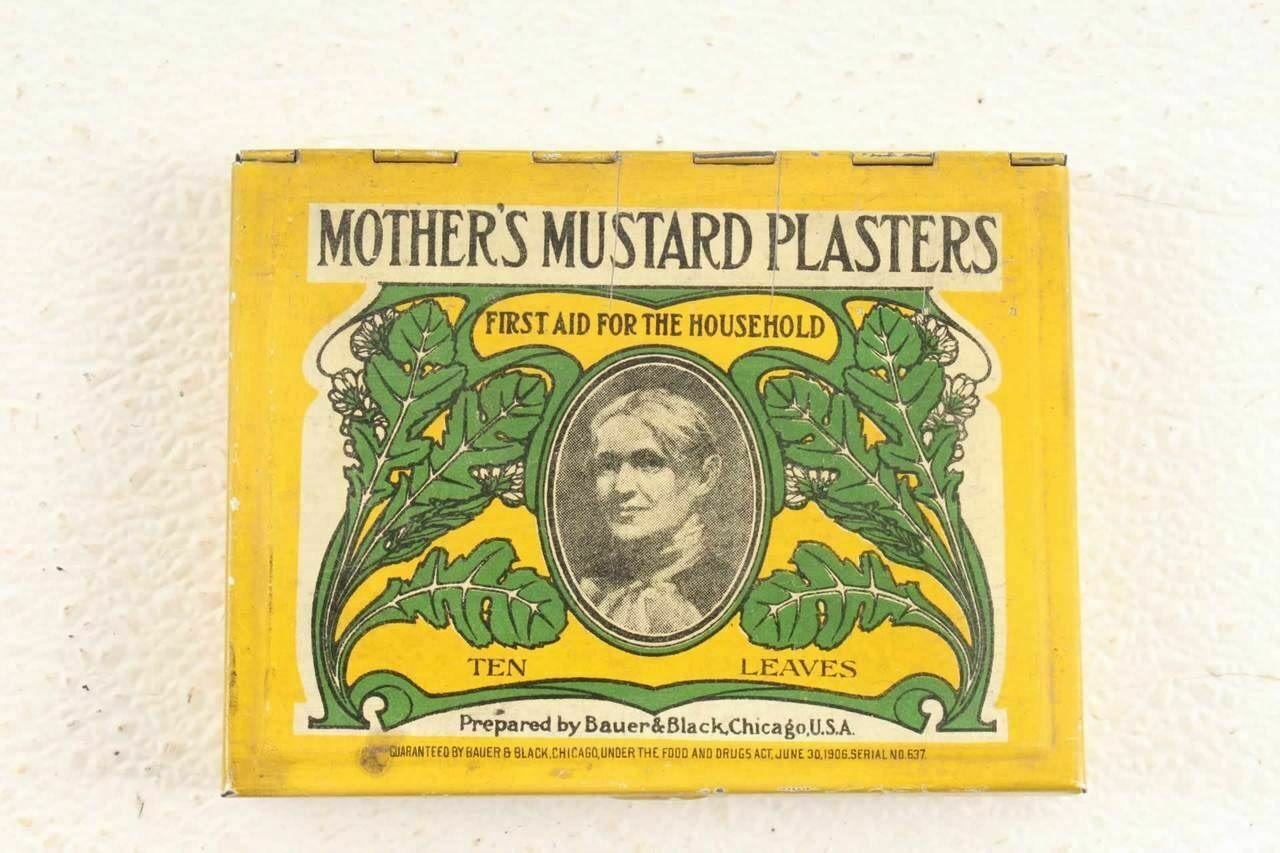 MOTHER'S MUSTARD PLASTERS
FIRST AID FOR THE HOUSEHOLD
TEN LEAVES
Prepared by Bauer & Black, Chicago, U.S.A.
GUARANTEED BY BAUER & BLACK, CHICAGO, UNDER THE FOOD AND DRUGS ACT, JUNE 30, 1906. SERIAL NO. 637.